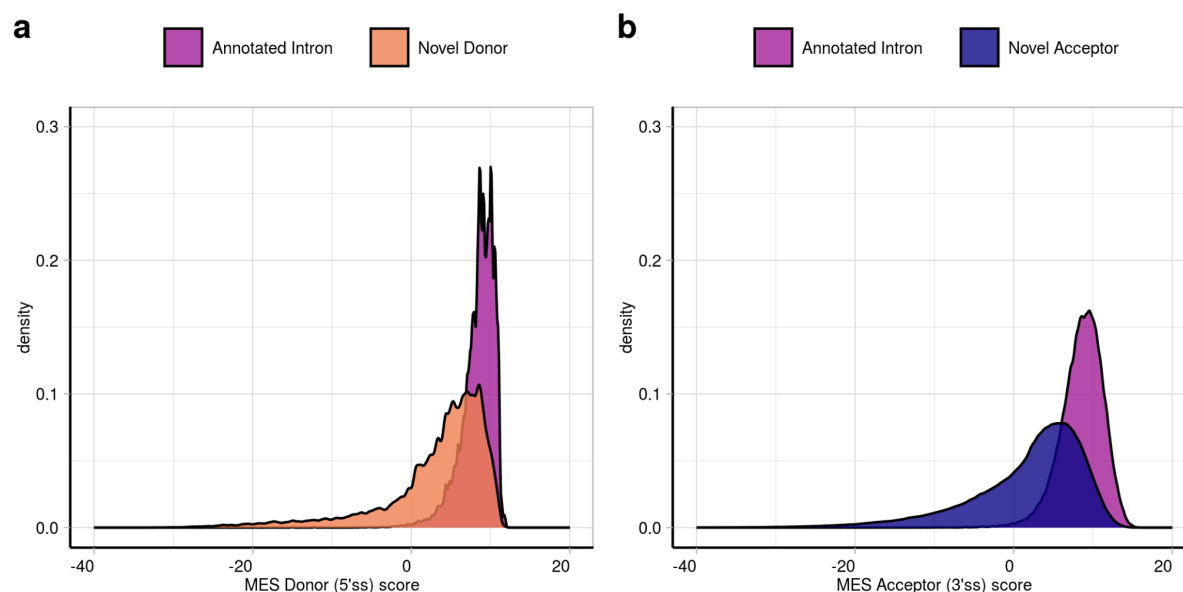 a
Annotated Intron Novel Donor
0.3
0.2
0.1
0.0
density
-40 -20 0 20
MES Donor (5'ss) score
b
Annotated Intron Novel Acceptor
0.3
0.2
0.1
0.0
density
-40 -20 0 20
MES Acceptor (3'ss) score